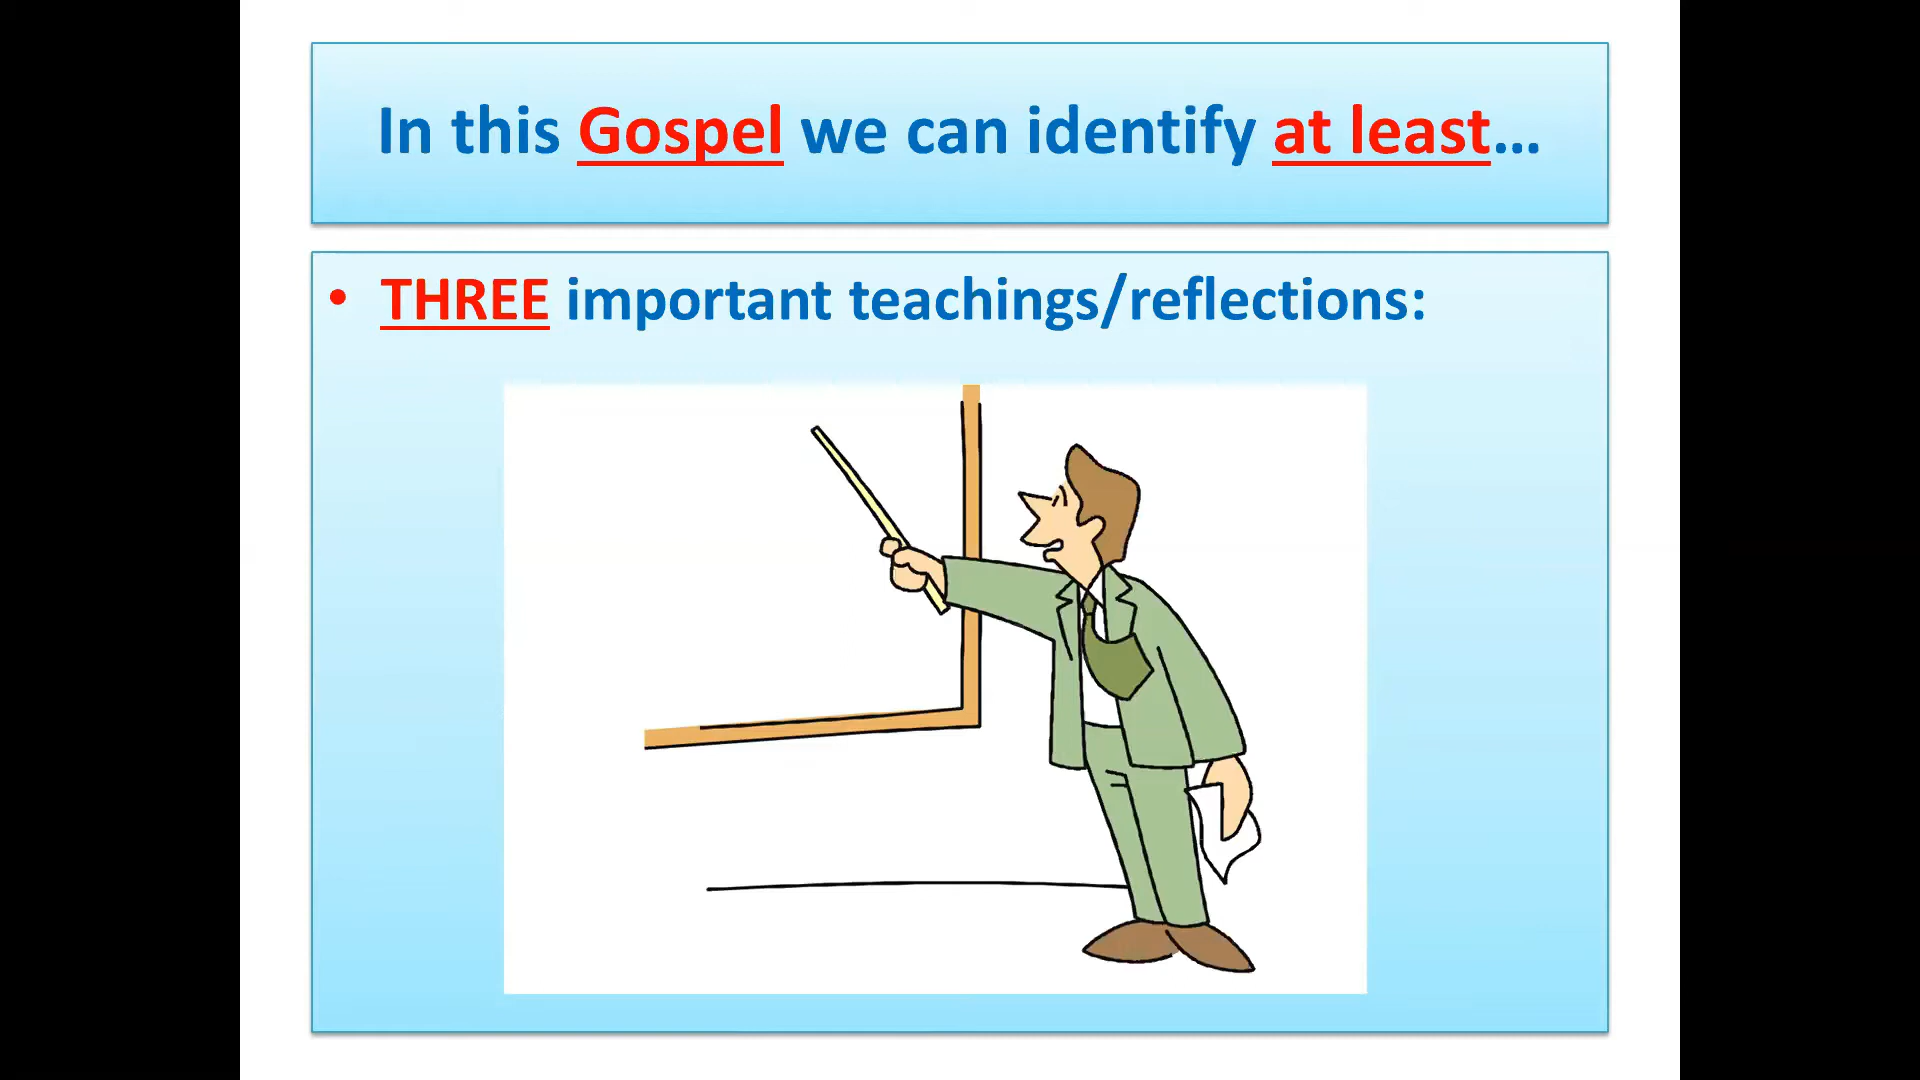 In this Gospel we can identify at least…
• THREE important teachings/reflections: